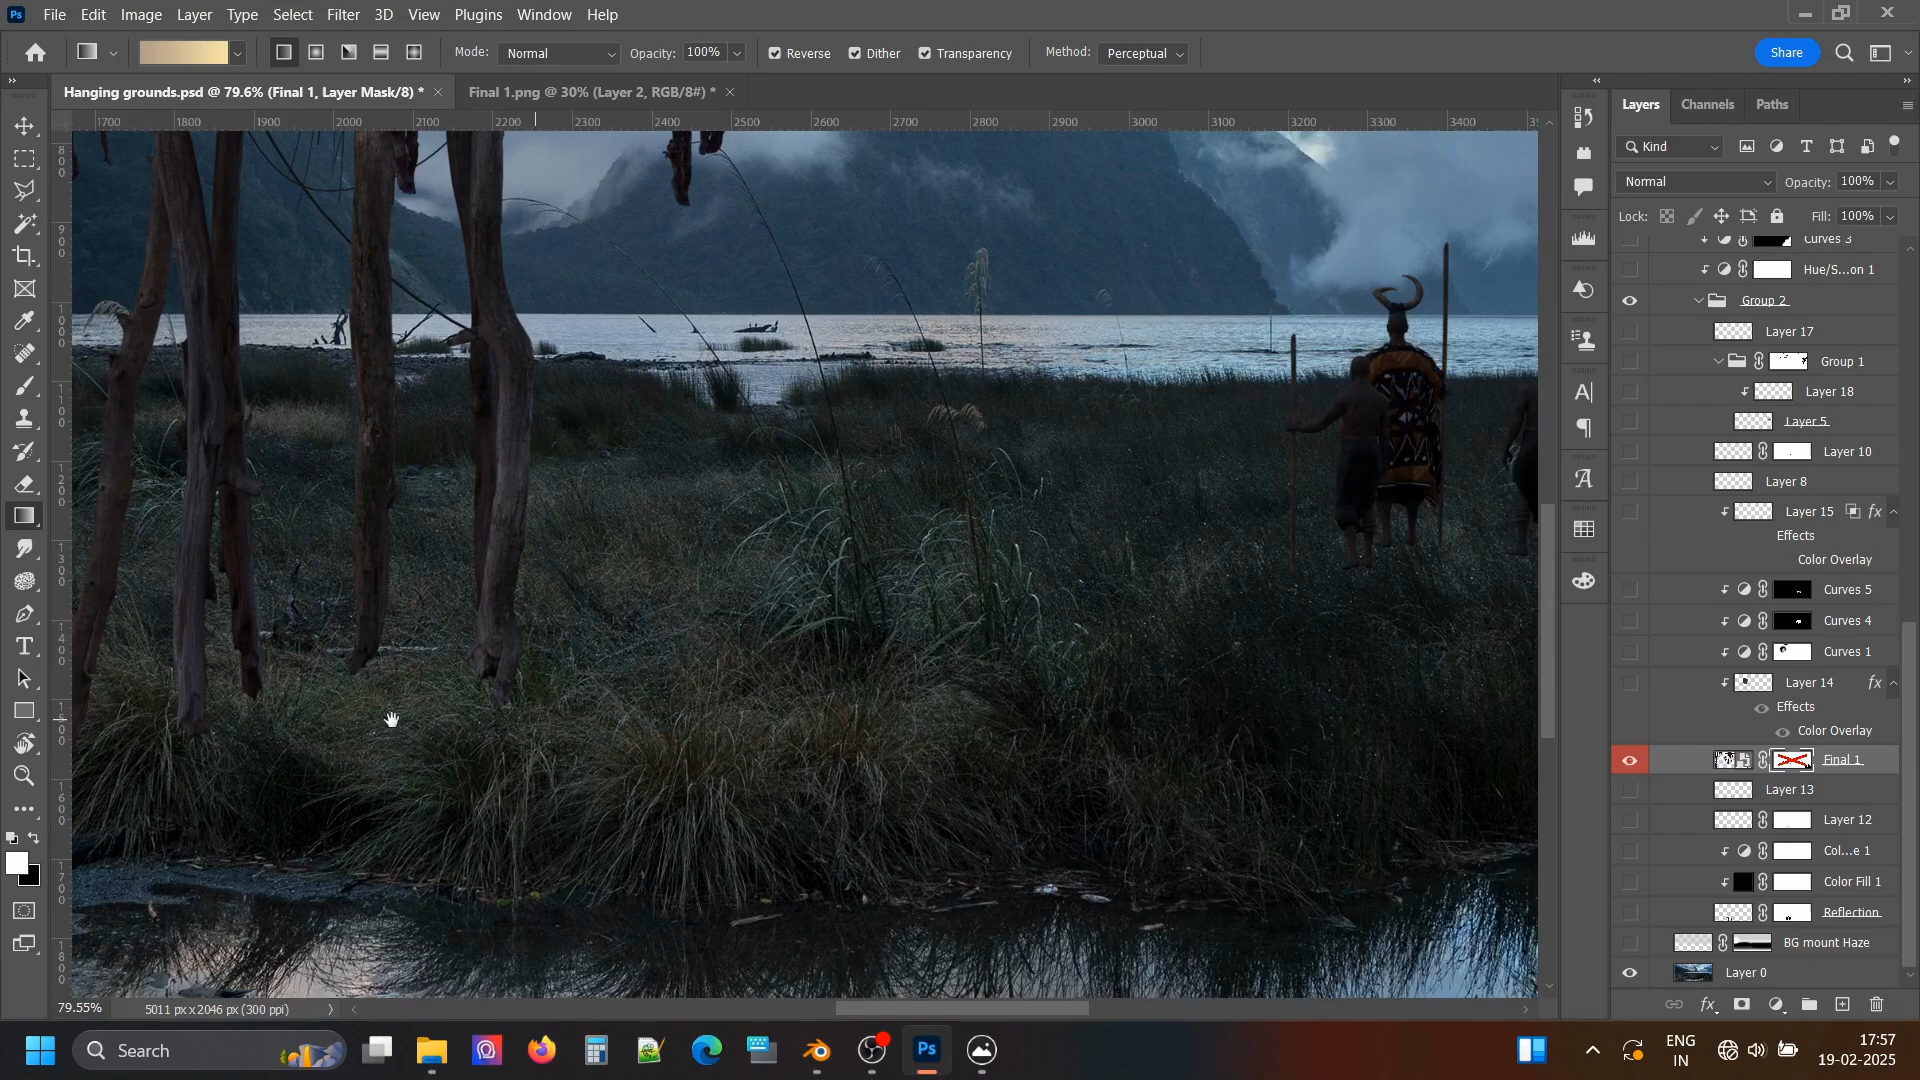 File Edit Image Layer Type Select Filter 3D View Plugins Window Help
Mode: Normal Opacity: 100% Reverse Dither Transparency Method: Perceptual Share
Hanging grounds.psd @ 79.6% (Final 1, Layer Mask/8) * Final 1.png @ 30% (Layer 2, RGB/8#) *
1700 1800 1900 2000 2100 2200 2300 2400 2500 2600 2700 2800 2900 3000 3100 3200 3300 3400
Layers Channels Paths
Kind
Normal Opacity: 100%
Lock: Fill: 100%
Curves 3
Hue/S...on 1
Group 2
Layer 17
Group 1
Layer 18
Layer 5
Layer 10
Layer 8
Layer 15 fx
Effects
Color Overlay
Curves 5
Curves 4
Curves 1
Layer 14 fx
Effects
Color Overlay
Final 1
Layer 13
Layer 12
Col...e 1
Color Fill 1
Reflection
BG mount Haze
Layer 0
79.55% 5011 px x 2046 px (300 ppi)
Search
ENG
IN
17:57
19-02-2025